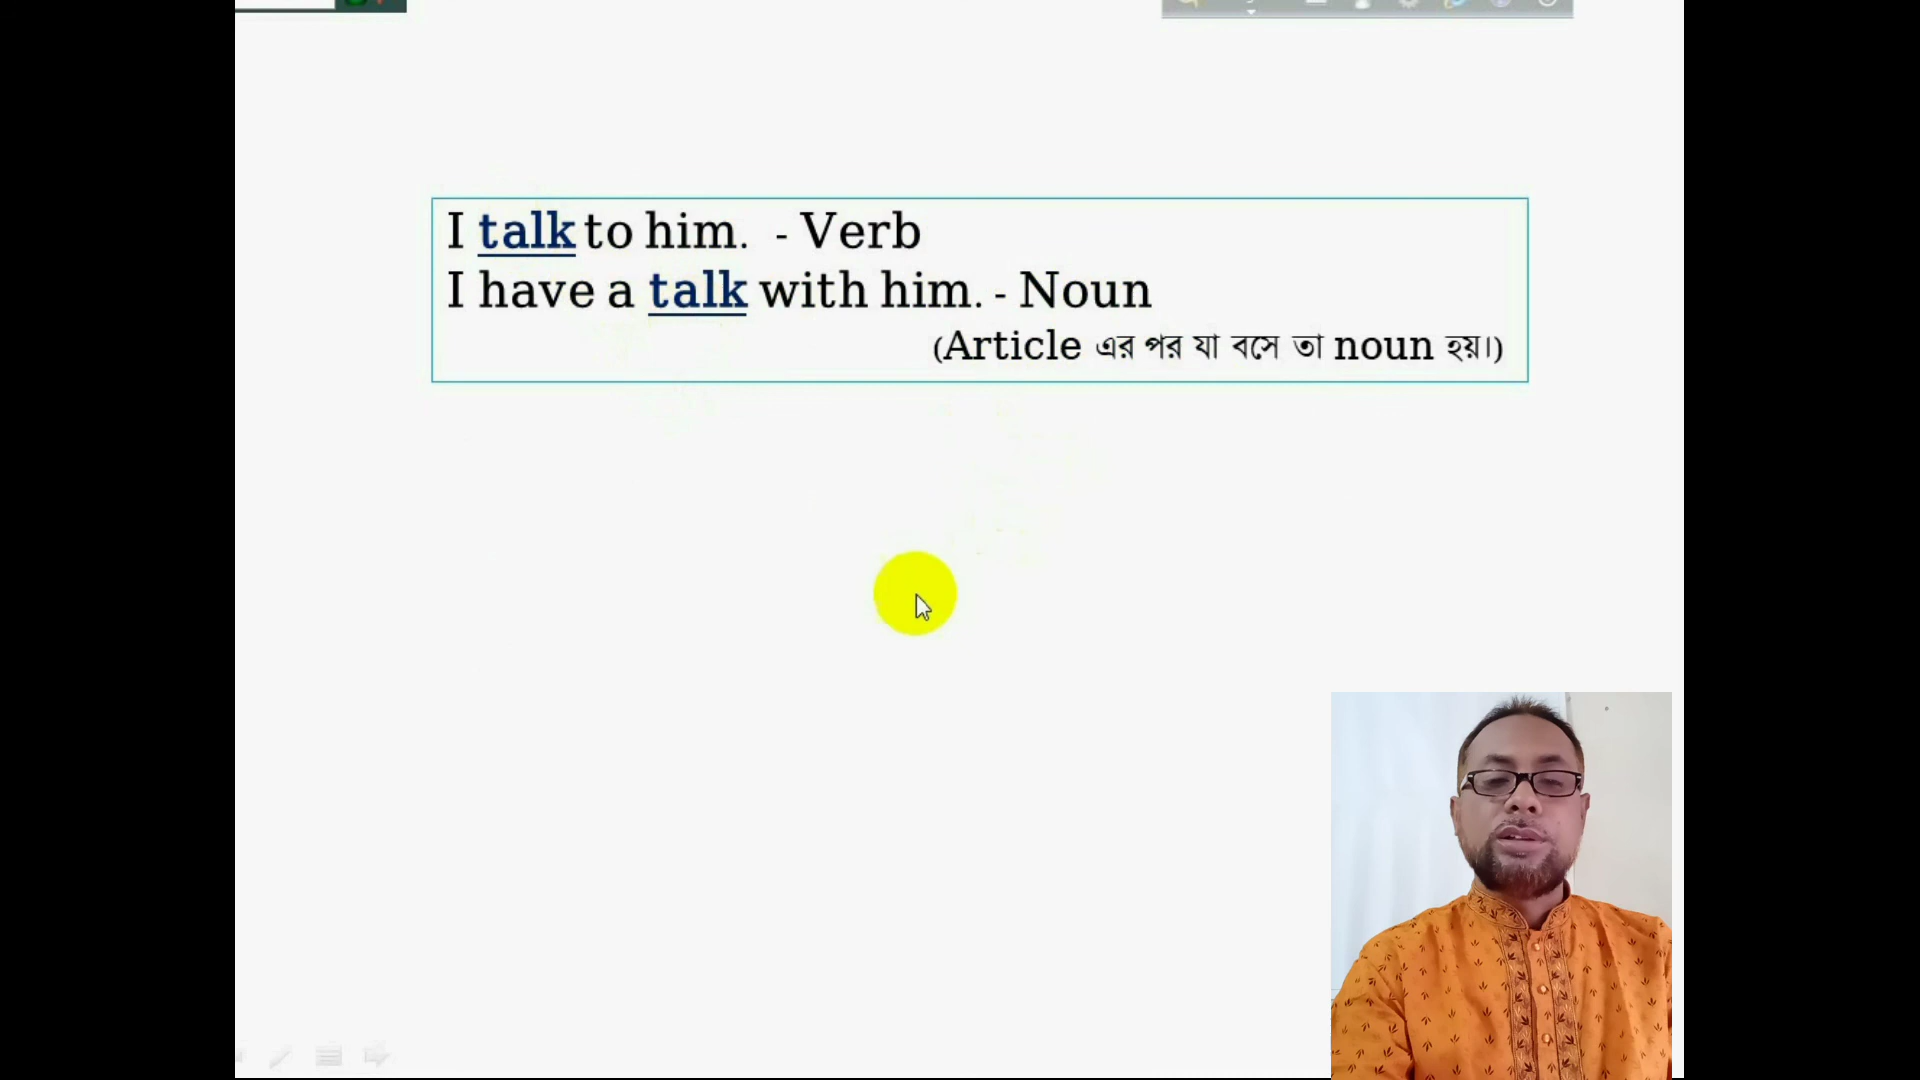 I talk to him. - Verb
I have a talk with him. - Noun
(Article এর পর যা বসে তা noun হয়।)